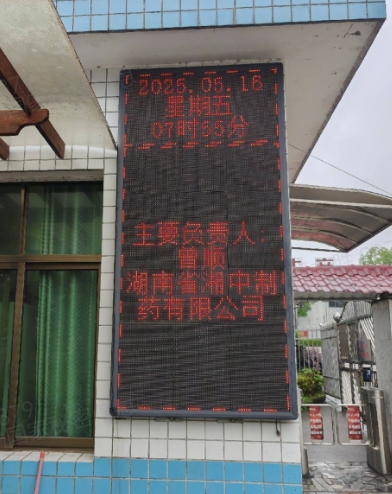 2025.05.16
星期五
07时55分
主要负责人：
曾顺
湖南省湘中制
药有限公司